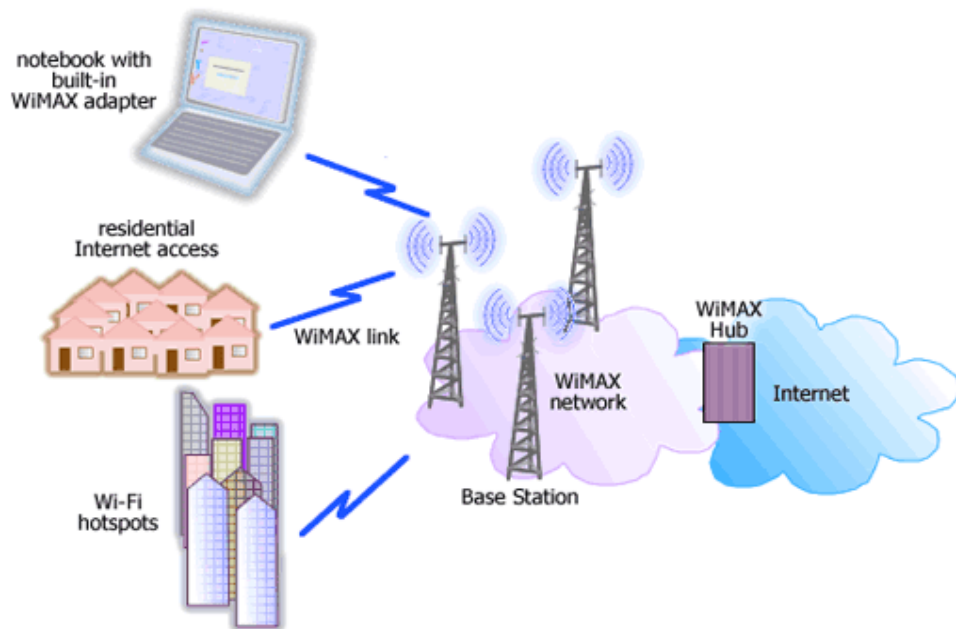 notebook with
built-in
WiMAX adapter
residential
Internet access
WiMAX link
WiMAX
Hub
WiMAX
network
Internet
Base Station
Wi-Fi
hotspots